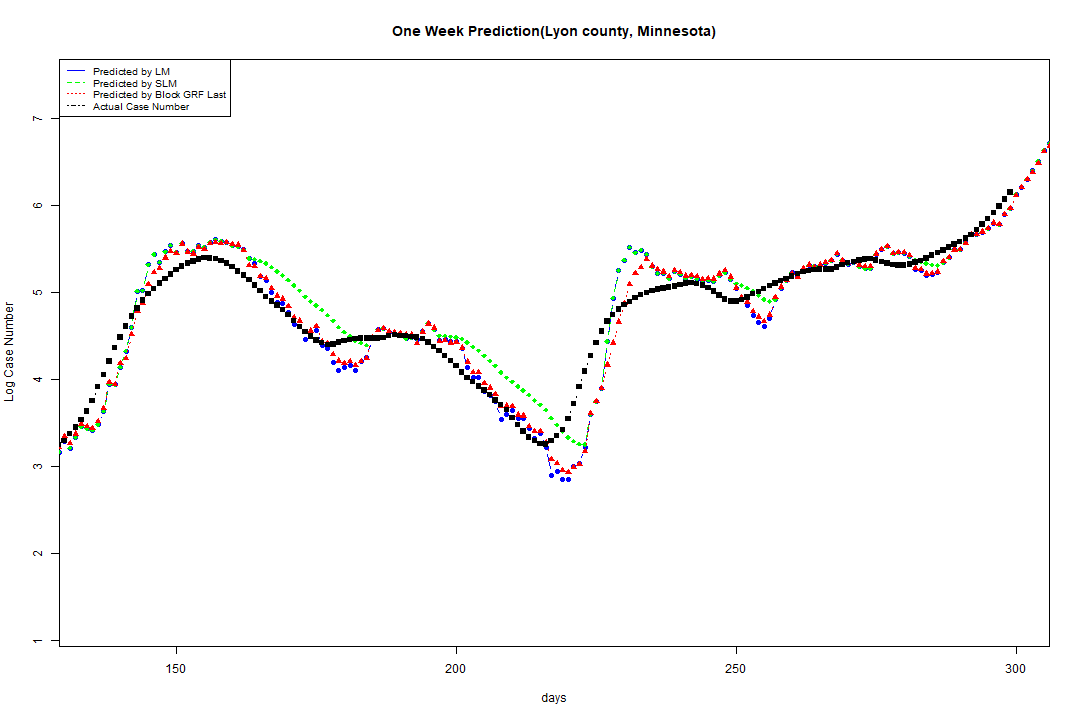 One Week Prediction(Lyon county, Minnesota)
Predicted by LM
Predicted by SLM
Predicted by Block GRF Last
Actual Case Number
7
6
5
4
3
2
1
Log Case Number
150
200
250
300
days